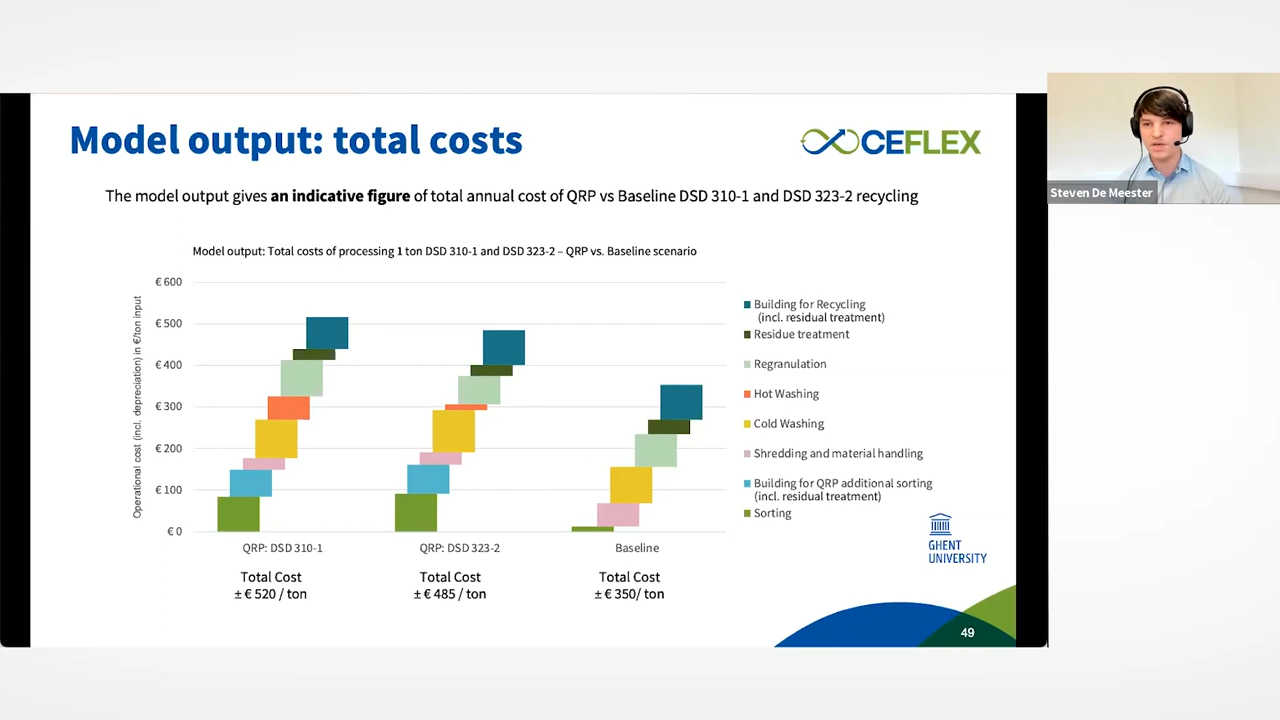 Model output: total costs
CEFLEX
The model output gives an indicative figure of total annual cost of QRP vs Baseline DSD 310-1 and DSD 323-2 recycling
Steven De Meester
Model output: Total costs of processing 1 ton DSD 310-1 and DSD 323-2 – QRP vs. Baseline scenario
Operational cost (incl. depreciation) in €/ton input
€ 600
€ 500
€ 400
€ 300
€ 200
€ 100
€ 0
QRP: DSD 310-1
QRP: DSD 323-2
Baseline
Building for Recycling
(incl. residual treatment)
Residue treatment
Regranulation
Hot Washing
Cold Washing
Shredding and material handling
Building for QRP additional sorting
(incl. residual treatment)
Sorting
Total Cost
± € 520 / ton
Total Cost
± € 485 / ton
Total Cost
± € 350/ ton
GHENT
UNIVERSITY
49